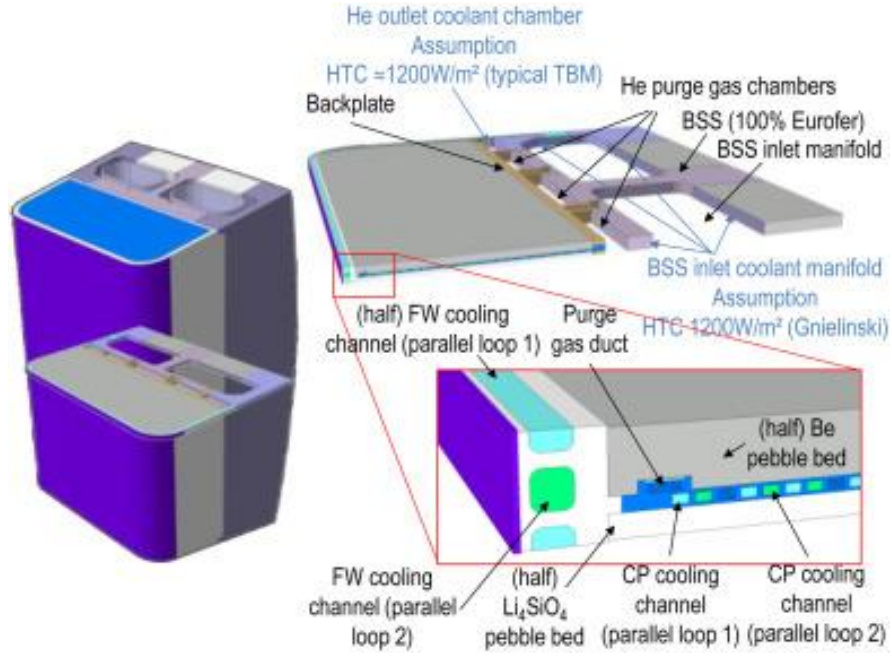 He outlet coolant chamber
Assumption
HTC =1200W/m² (typical TBM)
Backplate
He purge gas chambers
BSS (100% Eurofer)
BSS inlet manifold
BSS inlet coolant manifold
Assumption
HTC 1200W/m² (Gnielinski)
(half) FW cooling
channel (parallel loop 1)
Purge
gas duct
(half) Be
pebble bed
FW cooling
channel (parallel
loop 2)
(half)
Li₄SiO₄
pebble bed
CP cooling
channel
(parallel loop 1)
CP cooling
channel
(parallel loop 2)